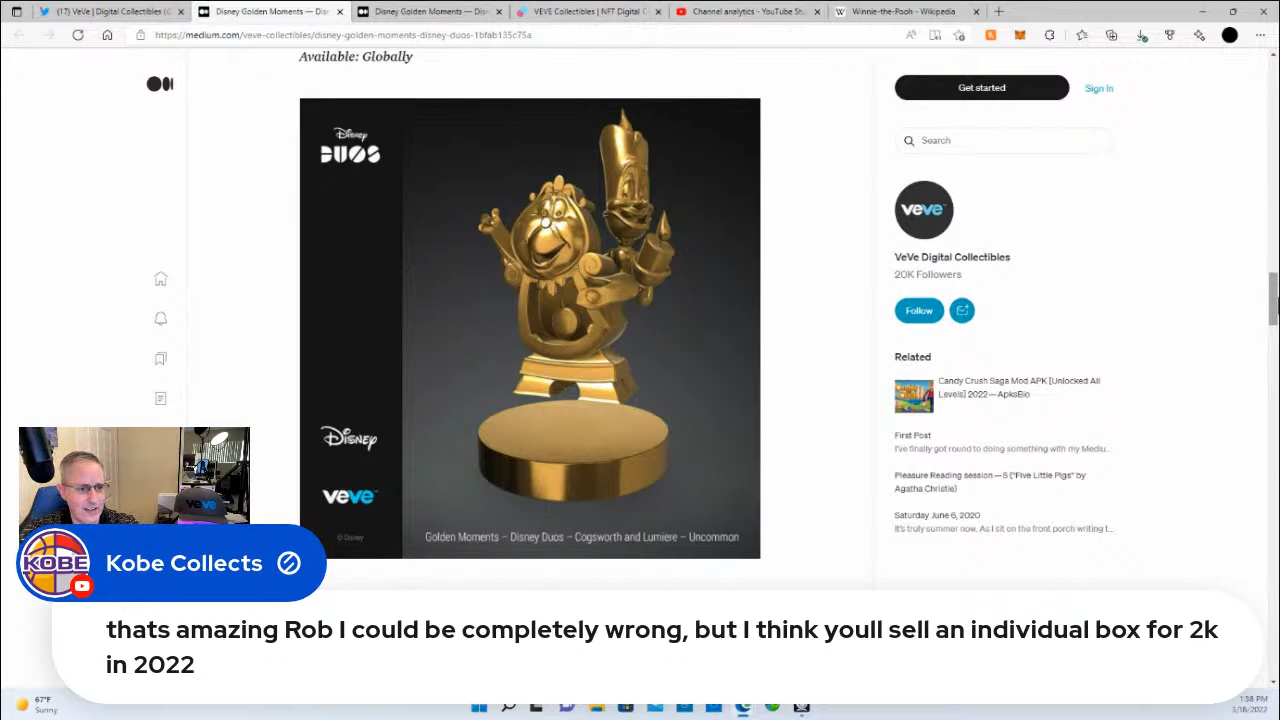 (17) VeVe | Digital Collectibles (
Disney Golden Moments — Disney
Disney Golden Moments — Disney
VEVE Collectibles | NFT Digital C
Channel analytics - YouTube Stu
Winnie-the-Pooh - Wikipedia
https://medium.com/veve-collectibles/disney-golden-moments-disney-duos-1bfab135c75a
Available: Globally
Get started
Sign In
Search
Disney
DUOS
veve
VeVe Digital Collectibles
20K Followers
Follow
Related
Candy Crush Saga Mod APK [Unlocked All
Levels] 2022 — ApksBio
First Post
I've finally got round to doing something with my Mediu...
Pleasure Reading session — 5 ("Five Little Pigs" by
Agatha Christie)
Saturday June 6, 2020
It's truly summer now. As I sit on the front porch writing t...
Disney
veve
© Disney
Golden Moments – Disney Duos – Cogsworth and Lumiere – Uncommon
veve
KOBE
Kobe Collects
thats amazing Rob I could be completely wrong, but I think youll sell an individual box for 2k
in 2022
67°F
Sunny
1:38 PM
3/18/2022